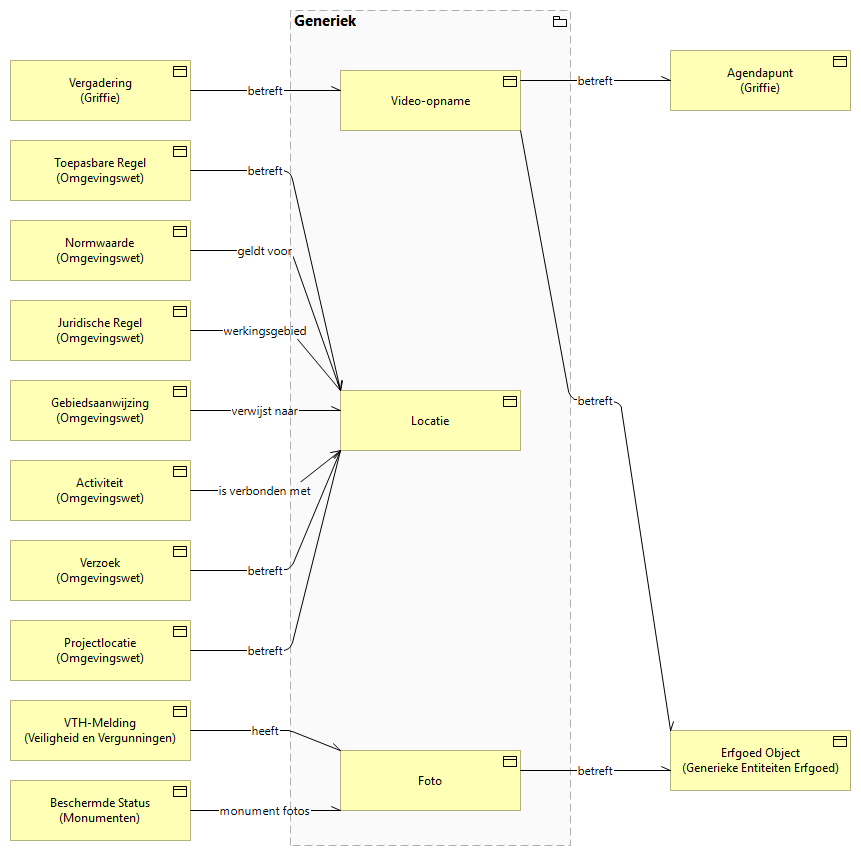 Generiek
Vergadering
(Griffie)
betreft
Video-opname
betreft
Agendapunt
(Griffie)
Toepasbare Regel
(Omgevingswet)
betreft
Normwaarde
(Omgevingswet)
geldt voor
Juridische Regel
(Omgevingswet)
werkingsgebied
Gebiedsaanwijzing
(Omgevingswet)
verwijst naar
Locatie
betreft
Activiteit
(Omgevingswet)
is verbonden met
Verzoek
(Omgevingswet)
betreft
Projectlocatie
(Omgevingswet)
betreft
VTH-Melding
(Veiligheid en Vergunningen)
heeft
Foto
betreft
Erfgoed Object
(Generieke Entiteiten Erfgoed)
Beschermde Status
(Monumenten)
monument fotos